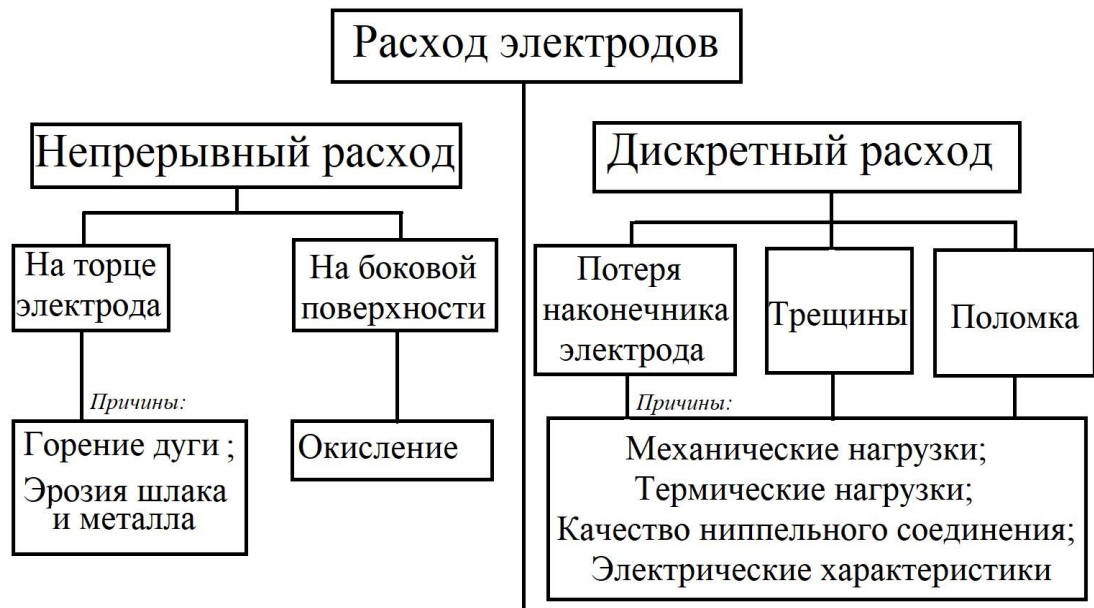 Расход электродов
Непрерывный расход
На торце
электрода
На боковой
поверхности
Причины:
Горение дуги ;
Эрозия шлака
и металла
Окисление
Дискретный расход
Потеря
наконечника
электрода
Трещины
Поломка
Причины:
Механические нагрузки;
Термические нагрузки;
Качество ниппельного соединения;
Электрические характеристики